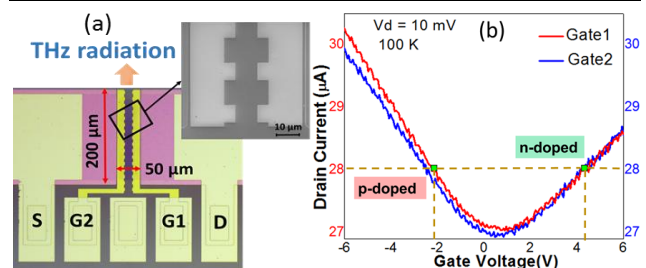 (a)
THz radiation
200 µm
50 µm
10 µm
S
G2
G1
D
(b)
Vd = 10 mV
100 K
Gate1
Gate2
n-doped
p-doped
Drain Current (µA)
30
29
28
27
30
29
28
27
-6 -4 -2 0 2 4 6
Gate Voltage(V)